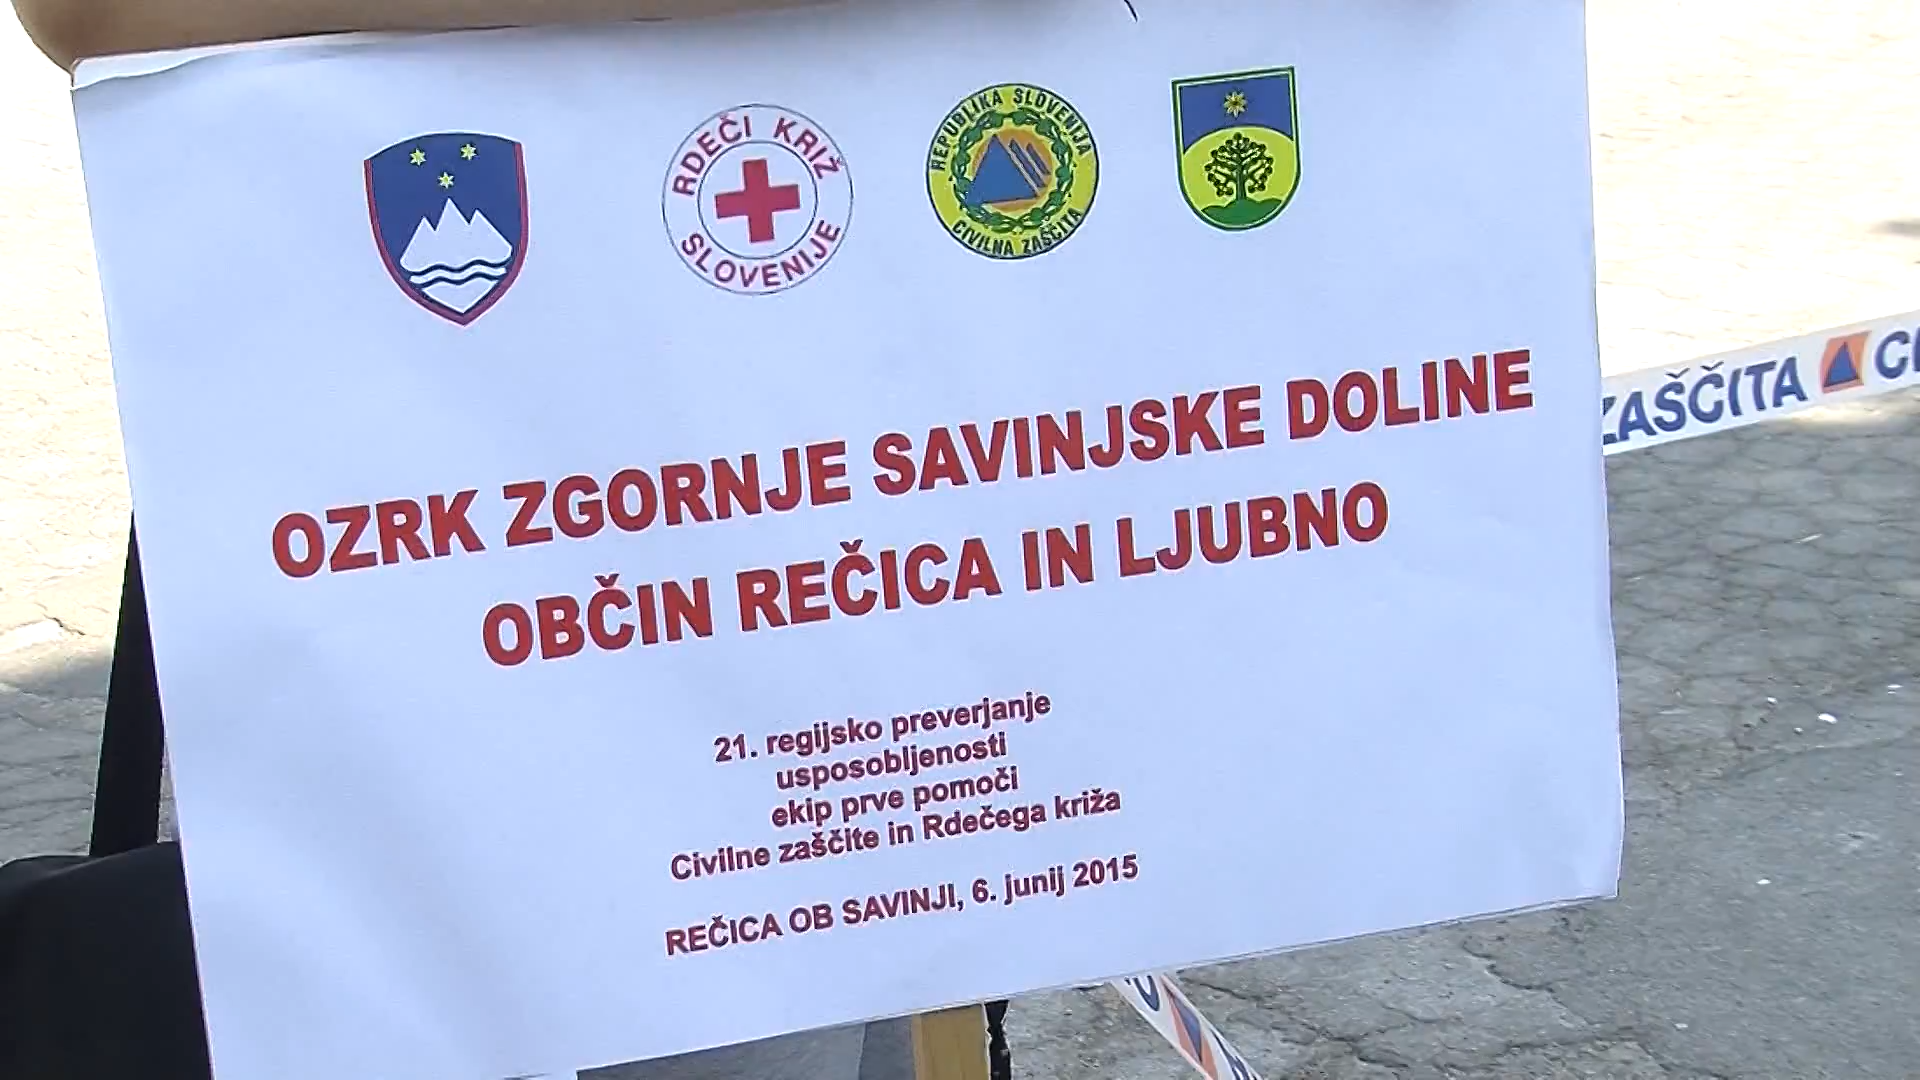 RDEČI KRIŽ
SLOVENIJE
REPUBLIKA SLOVENIJA
CIVILNA ZAŠČITA
OZRK ZGORNJE SAVINJSKE DOLINE
OBČIN REČICA IN LJUBNO
21. regijsko preverjanje
usposobljenosti
ekip prve pomoči
Civilne zaščite in Rdečega križa
REČICA OB SAVINJI, 6. junij 2015
ZAŠČITA